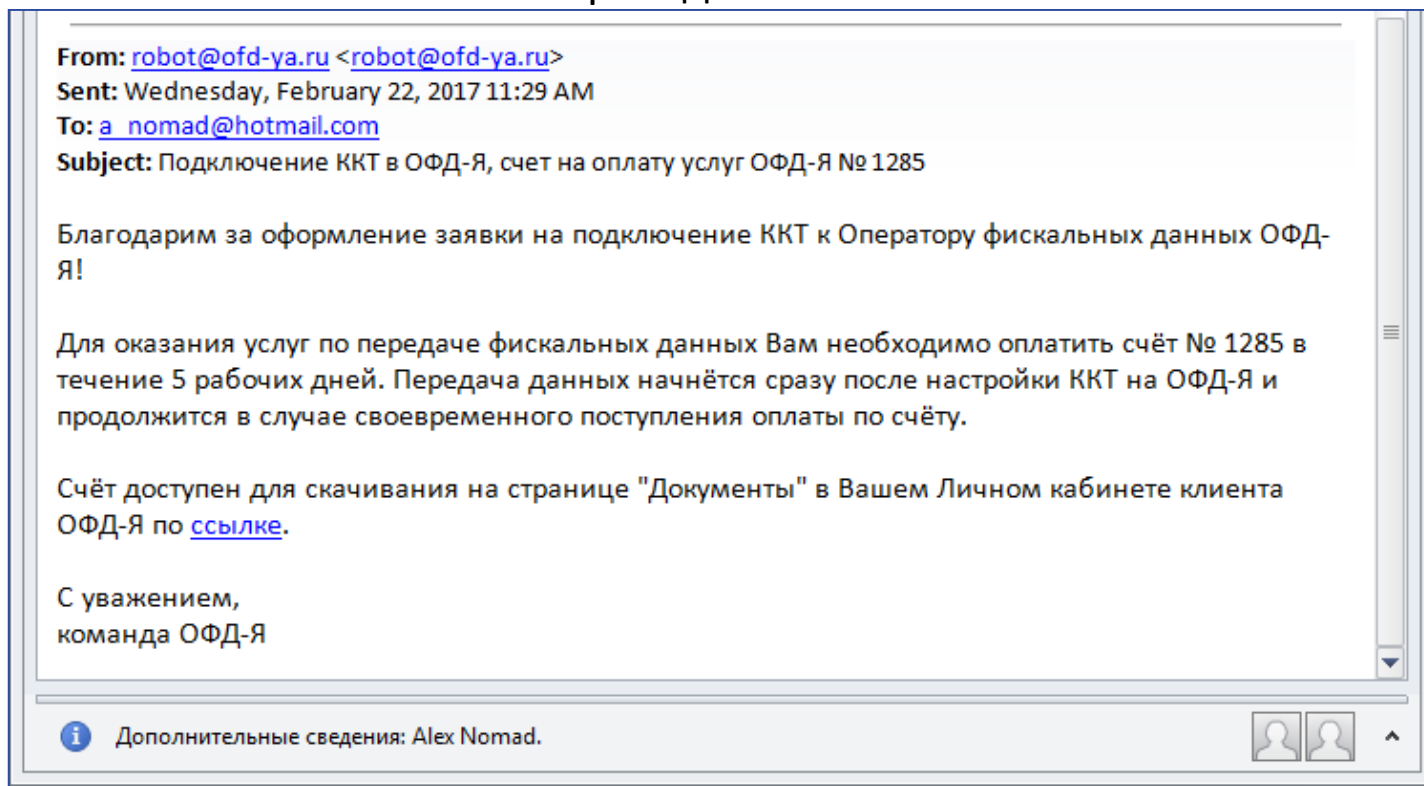 From: robot@ofd-ya.ru <robot@ofd-ya.ru>
Sent: Wednesday, February 22, 2017 11:29 AM
To: a_nomad@hotmail.com
Subject: Подключение ККТ в ОФД-Я, счет на оплату услуг ОФД-Я № 1285
Благодарим за оформление заявки на подключение ККТ к Оператору фискальных данных ОФД-
Я!
Для оказания услуг по передаче фискальных данных Вам необходимо оплатить счёт № 1285 в
течение 5 рабочих дней. Передача данных начнётся сразу после настройки ККТ на ОФД-Я и
продолжится в случае своевременного поступления оплаты по счёту.
Счёт доступен для скачивания на странице "Документы" в Вашем Личном кабинете клиента
ОФД-Я по ссылке.
С уважением,
команда ОФД-Я
Дополнительные сведения: Alex Nomad.